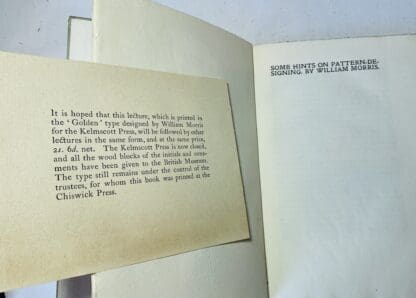 It is hoped that this lecture, which is printed in
the 'Golden' type designed by William Morris
for the Kelmscott Press, will be followed by other
lectures in the same form, and at the same price,
2s. 6d. net. The Kelmscott Press is now closed,
and all the wood blocks of the initials and orna-
ments have been given to the British Museum.
The type still remains under the control of the
trustees, for whom this book was printed at the
Chiswick Press.
SOME HINTS ON PATTERN-DE-
SIGNING. BY WILLIAM MORRIS.